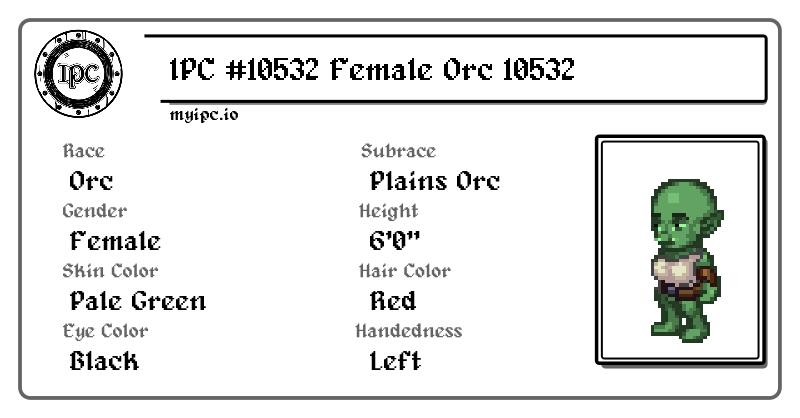 IPC
IPC #10532 Female Orc 10532
myipc.io
Race
Orc
Subrace
Plains Orc
Gender
Female
Height
6'0"
Skin Color
Pale Green
Hair Color
Red
Eye Color
Black
Handedness
Left